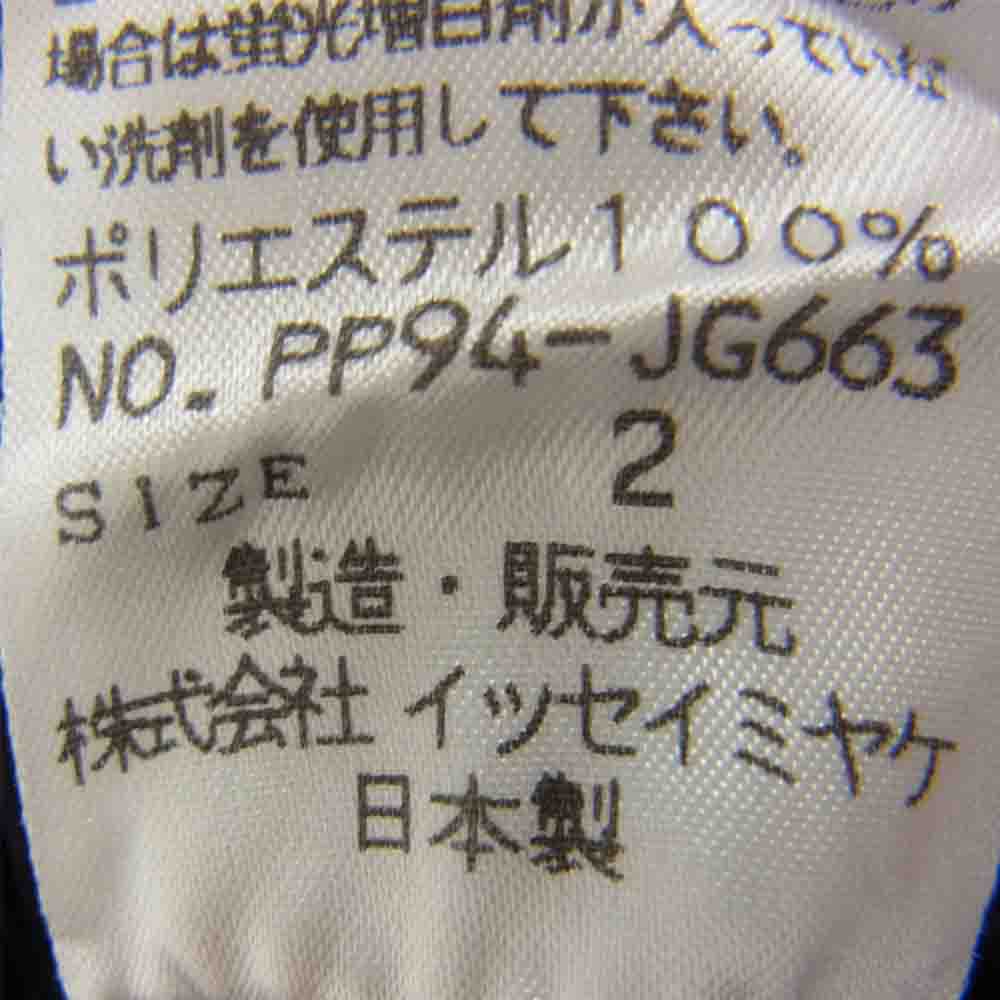 場合は蛍光増白剤が入っていな
い洗剤を使用して下さい。
ポリエステル100%
NO. PP94-JG663
SIZE 2
製造・販売元
株式会社イッセイミヤケ
日本製